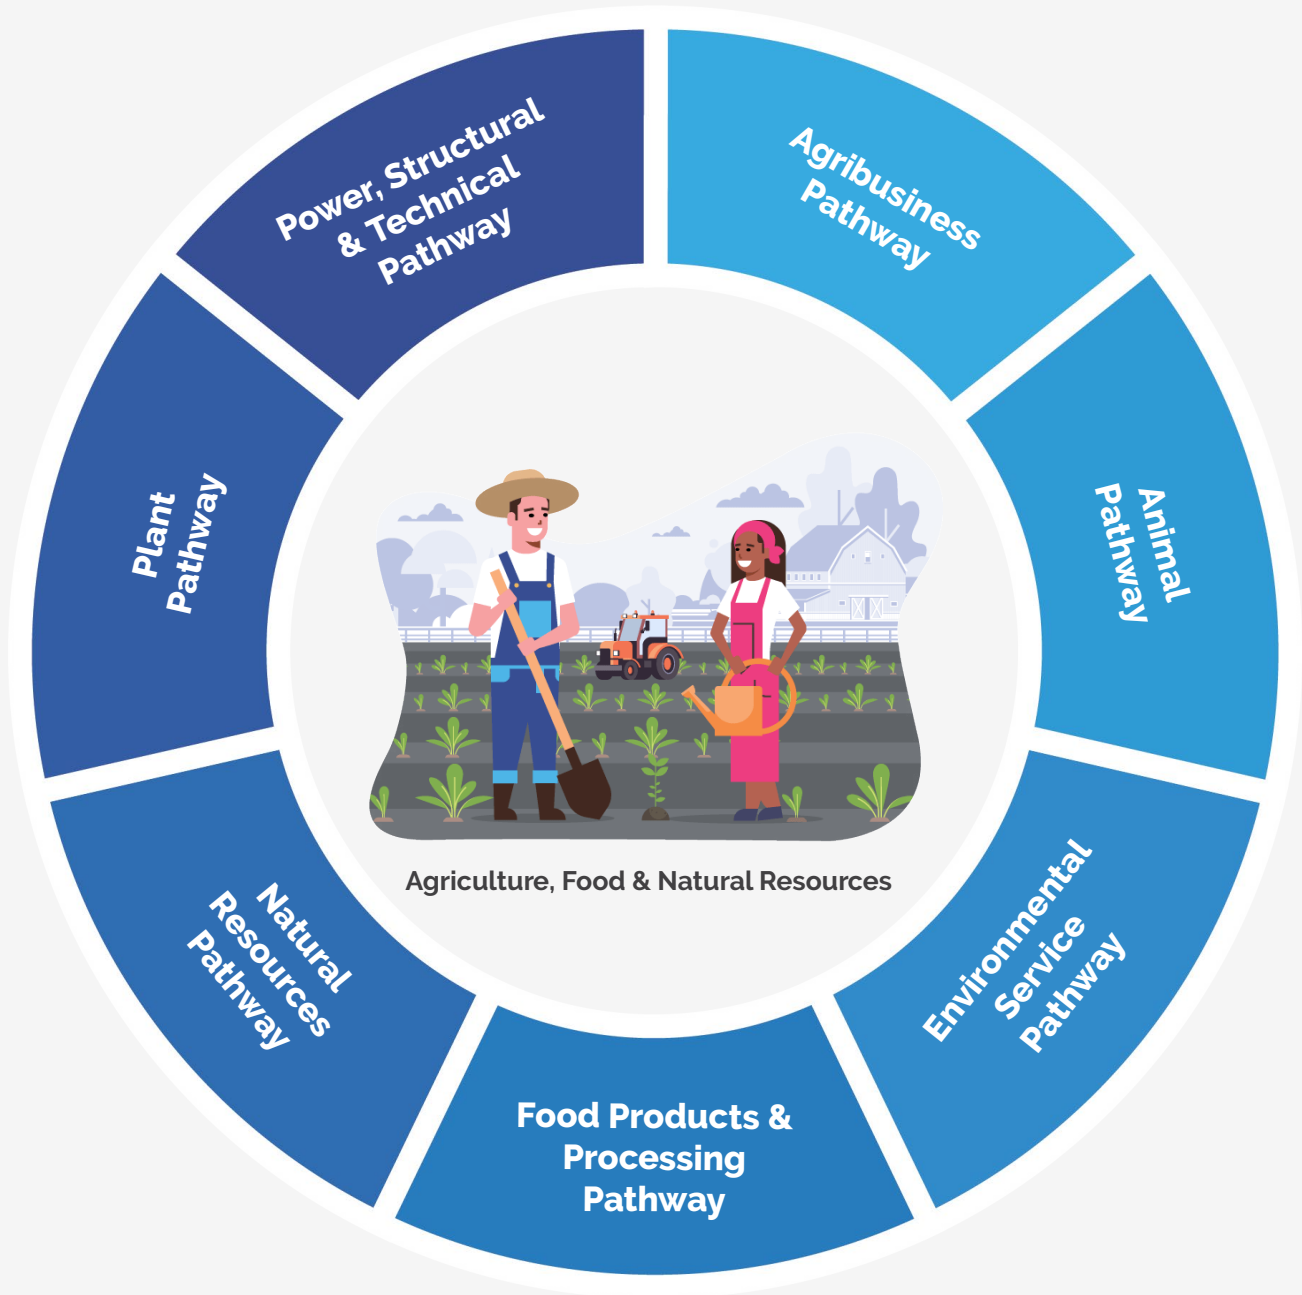 Power, Structural
& Technical
Pathway
Agribusiness
Pathway
Animal
Pathway
Environmental
Service
Pathway
Food Products &
Processing
Pathway
Natural
Resources
Pathway
Plant
Pathway
Agriculture, Food & Natural Resources